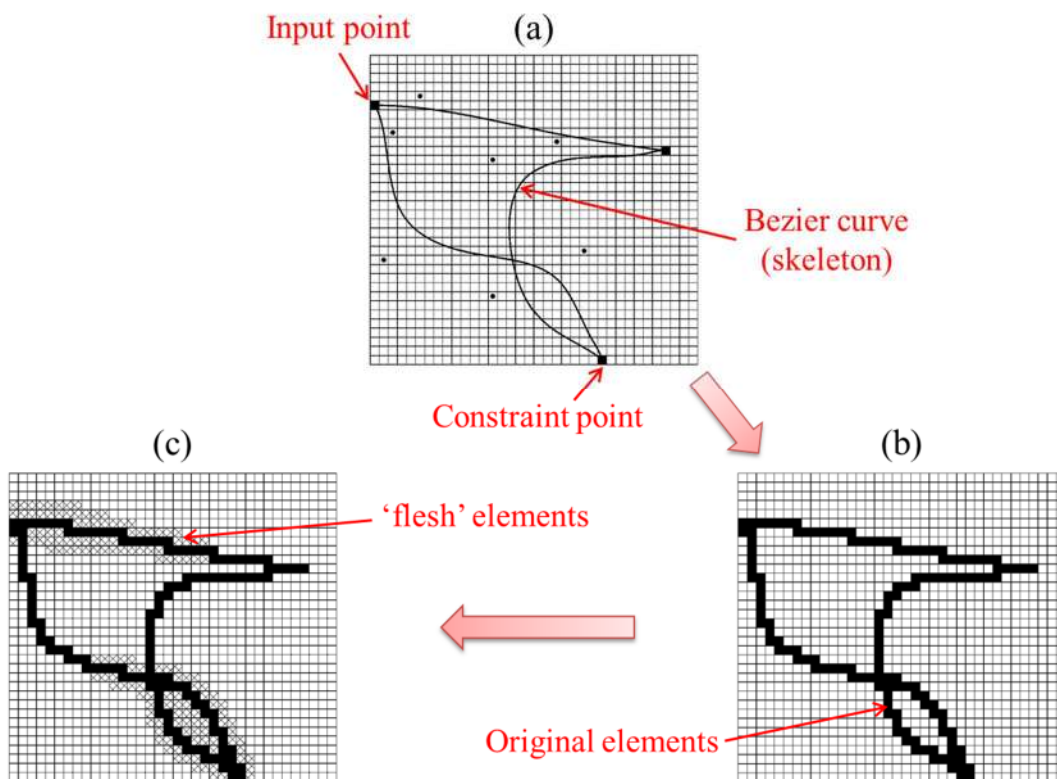 (a)
Input point
Bezier curve
(skeleton)
Constraint point
(c)
(b)
‘flesh’ elements
Original elements